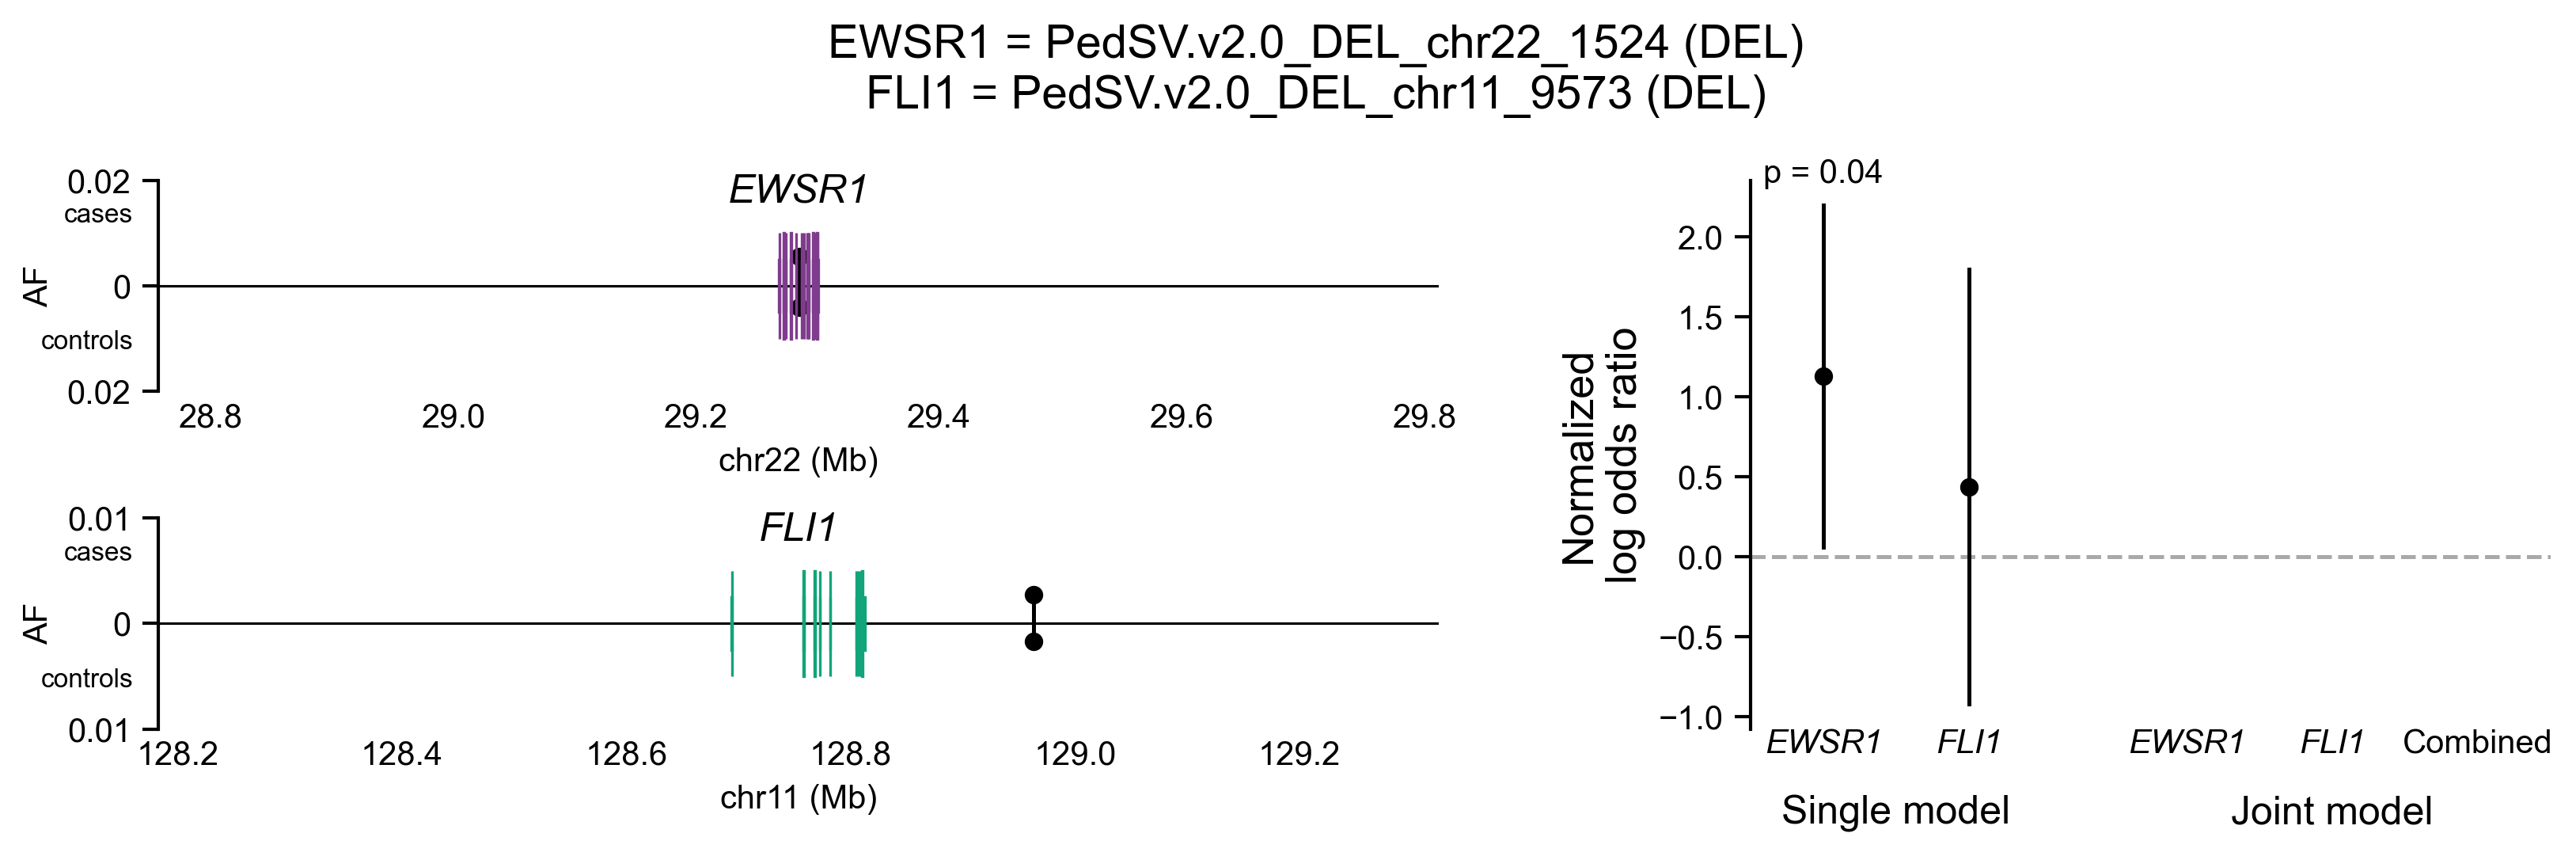 EWSR1 = PedSV.v2.0_DEL_chr22_1524 (DEL)
FLI1 = PedSV.v2.0_DEL_chr11_9573 (DEL)
EWSR1
0.02
cases
AF
0
controls
0.02
28.8 29.0 29.2 29.4 29.6 29.8
chr22 (Mb)
FLI1
0.01
cases
AF
0
controls
0.01
128.2 128.4 128.6 128.8 129.0 129.2
chr11 (Mb)
p = 0.04
Normalized
log odds ratio
2.0
1.5
1.0
0.5
0.0
−0.5
−1.0
EWSR1 FLI1 EWSR1 FLI1 Combined
Single model Joint model